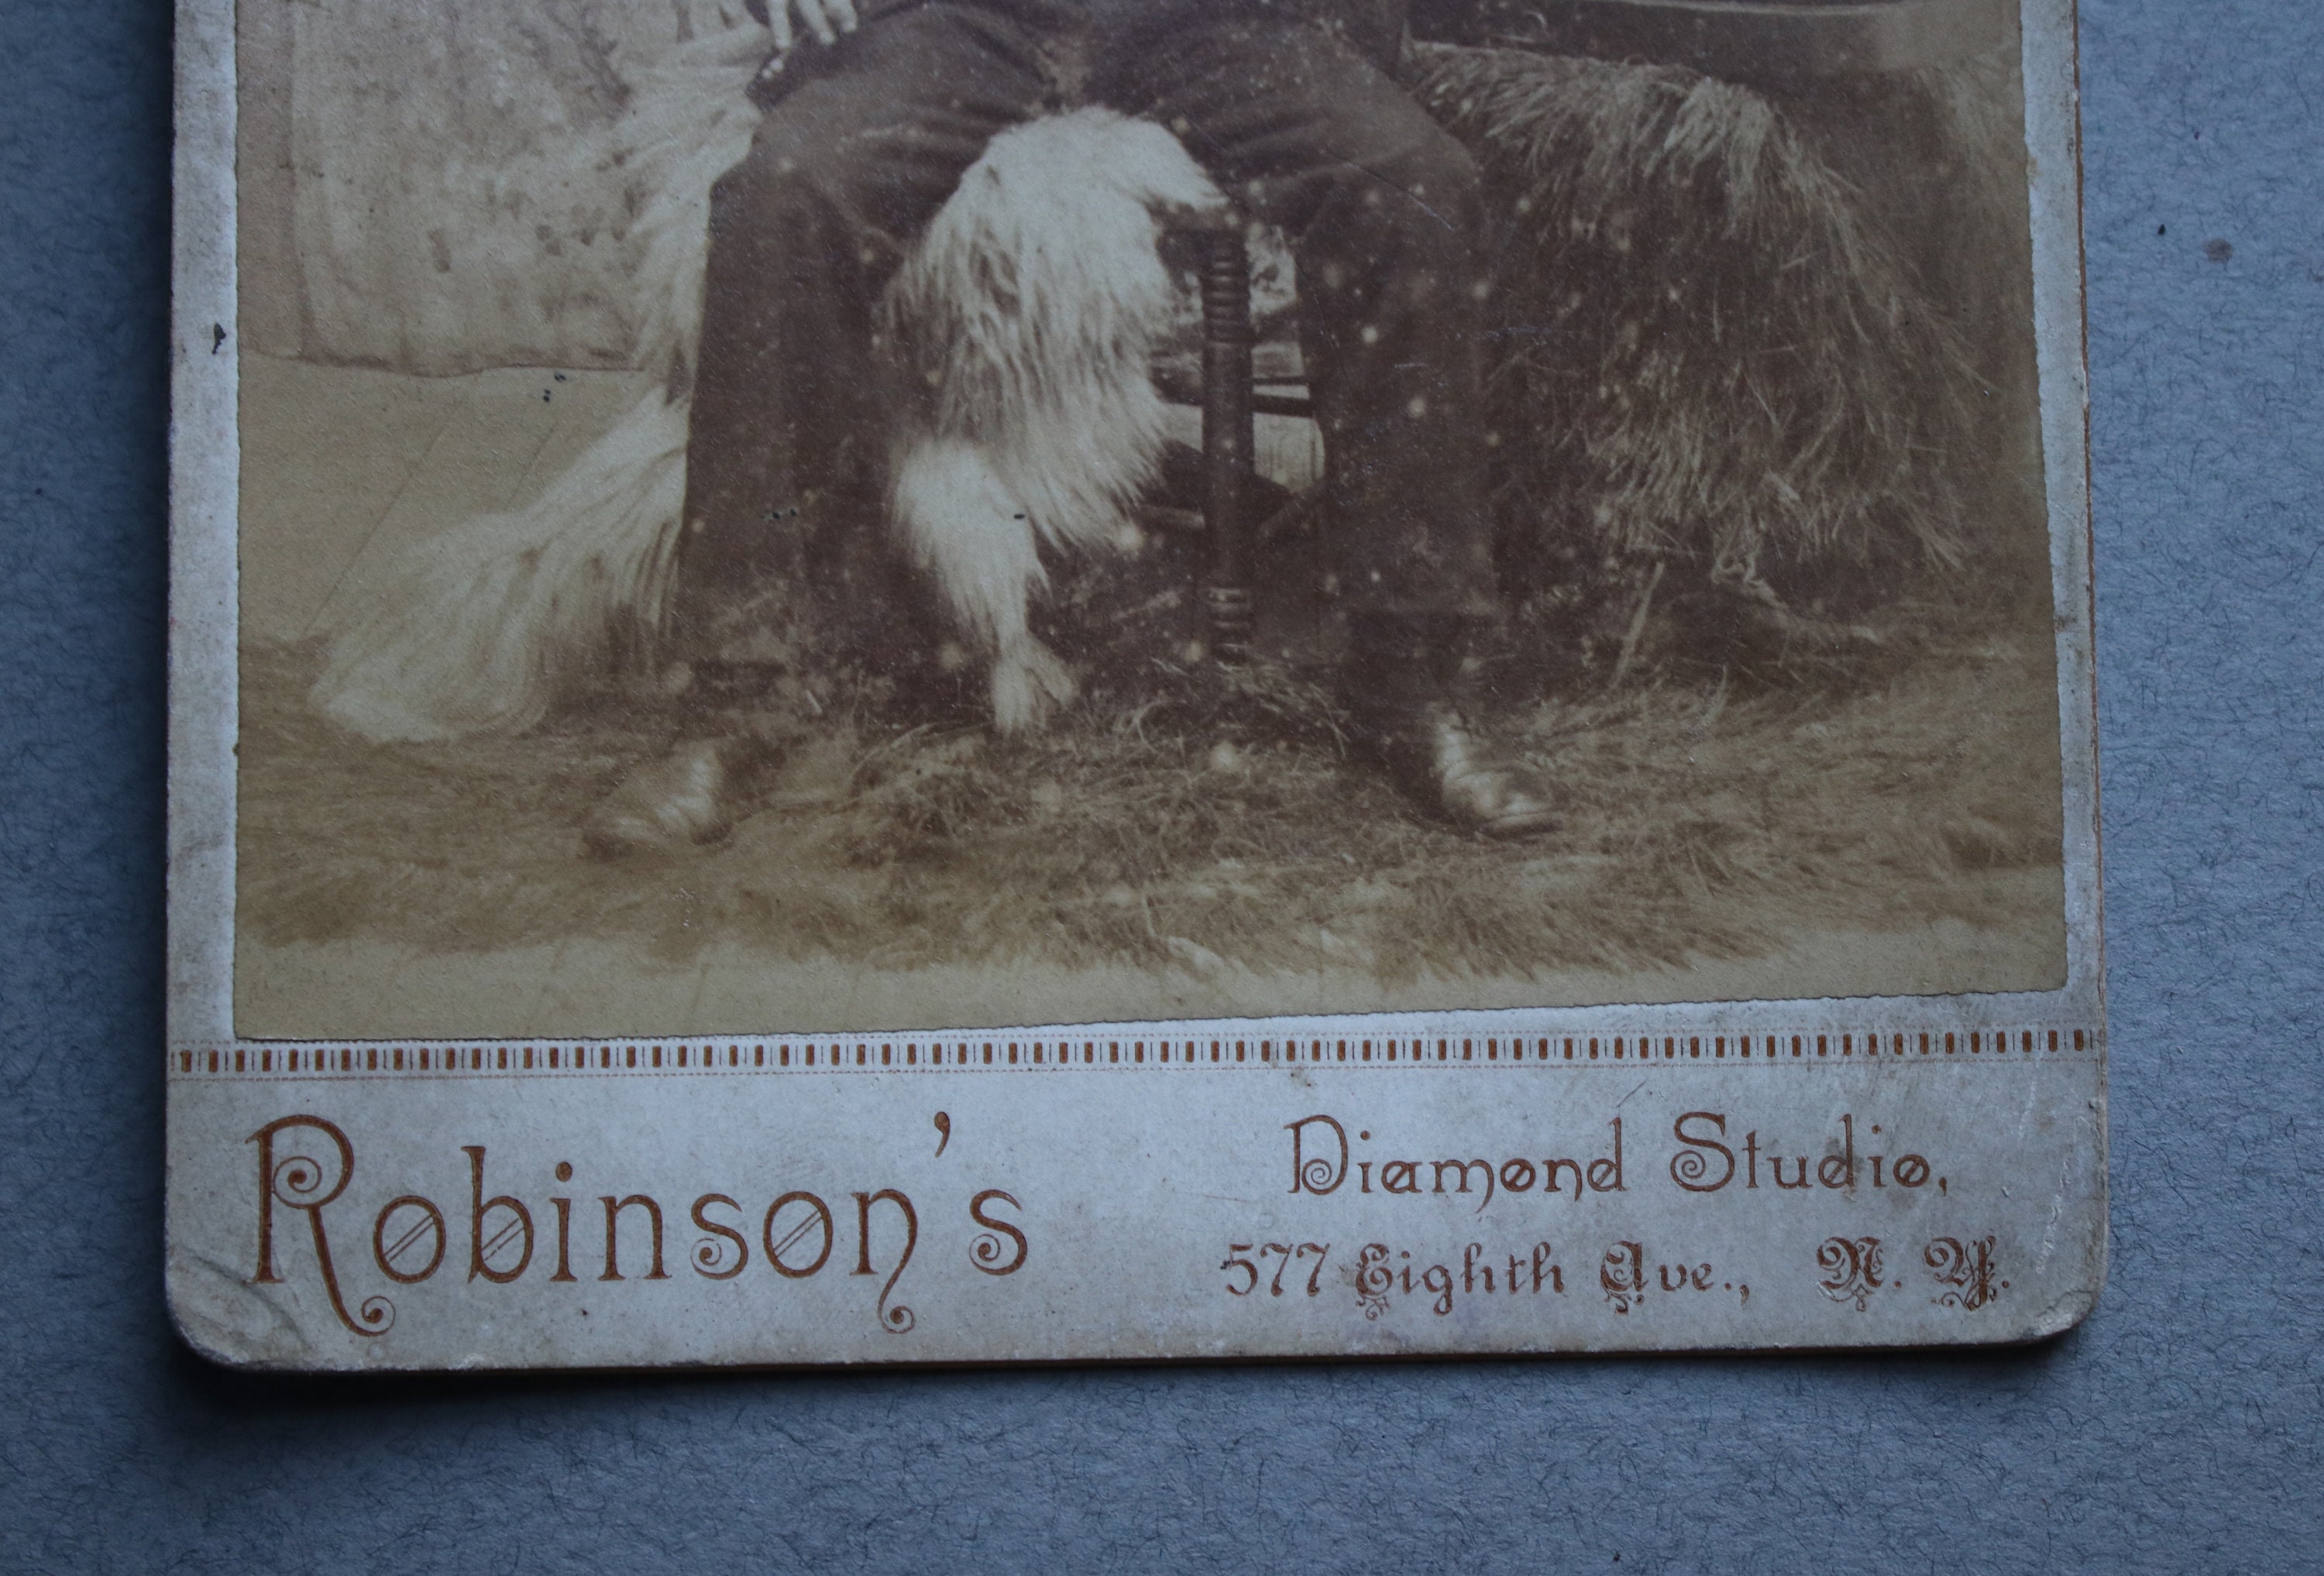 Robinson's
Diamond Studio,
577 Eighth Ave., N. Y.